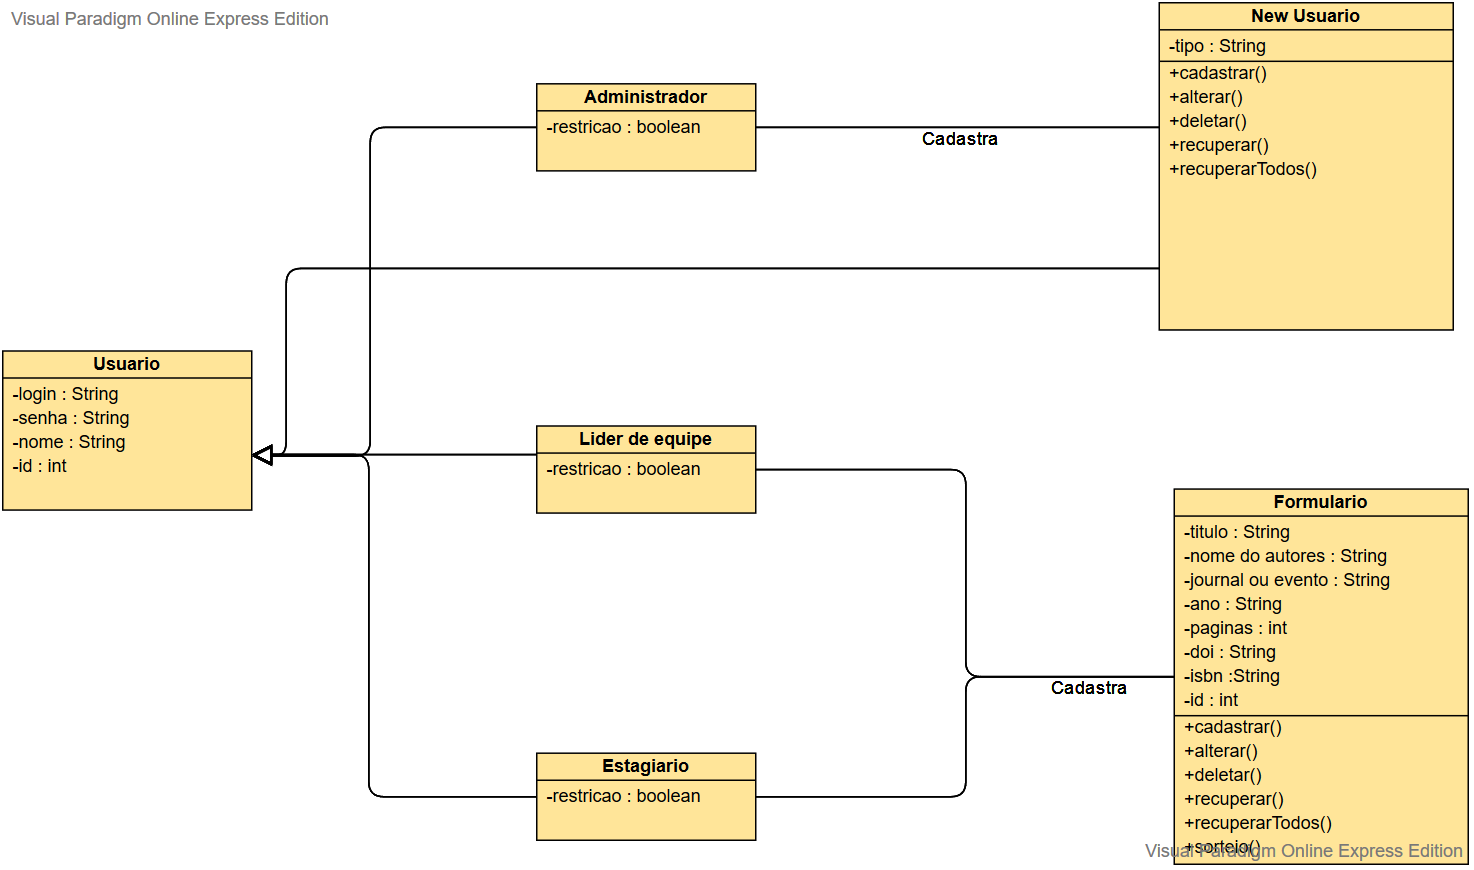 Visual Paradigm Online Express Edition
New Usuario
-tipo : String
+cadastrar()
+alterar()
+deletar()
+recuperar()
+recuperarTodos()
Administrador
-restricao : boolean
Cadastra
Usuario
-login : String
-senha : String
-nome : String
-id : int
Lider de equipe
-restricao : boolean
Formulario
-titulo : String
-nome do autores : String
-journal ou evento : String
-ano : String
-paginas : int
-doi : String
-isbn :String
-id : int
+cadastrar()
+alterar()
+deletar()
+recuperar()
+recuperarTodos()
+sorteio()
Cadastra
Estagiario
-restricao : boolean
Visual Paradigm Online Express Edition